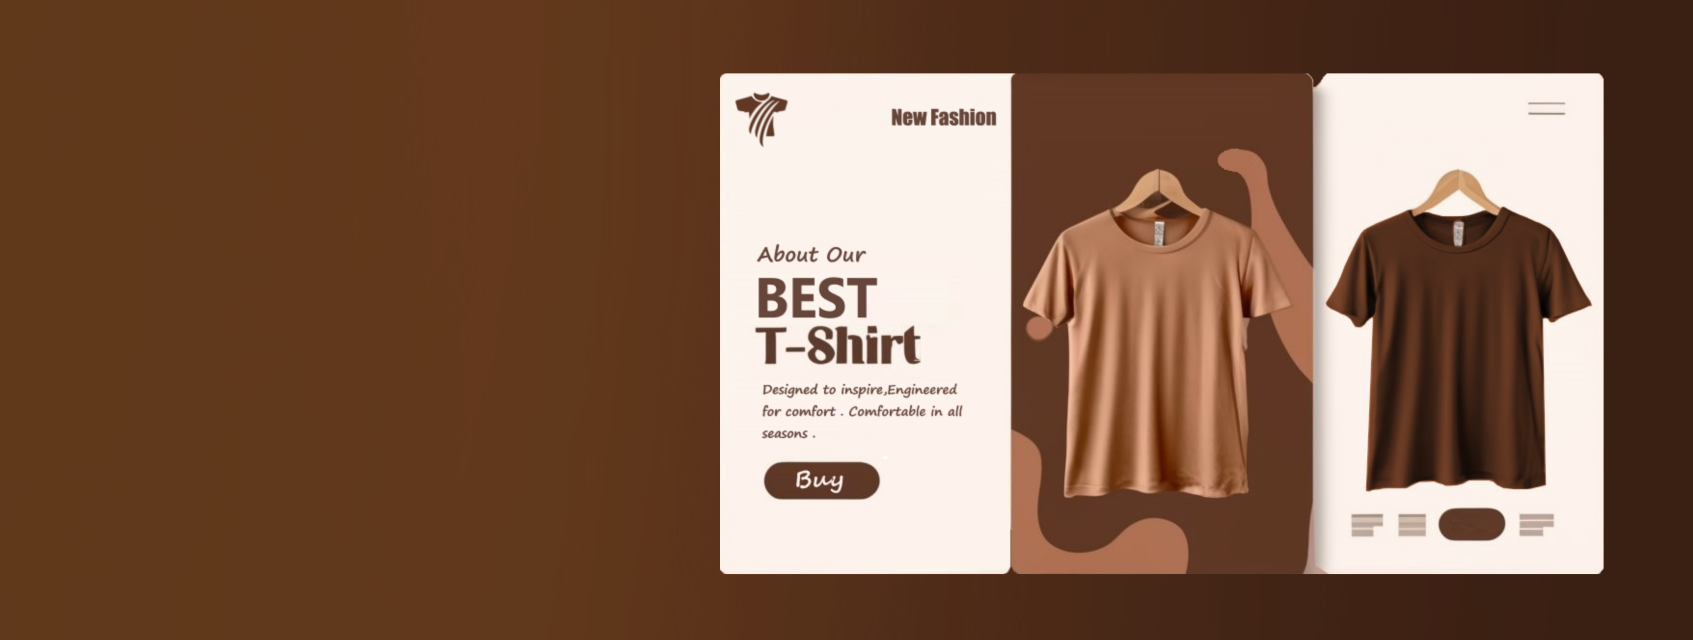 New Fashion
About Our
BEST
T-Shirt
Designed to inspire,Engineered
for comfort . Comfortable in all
seasons .
Buy